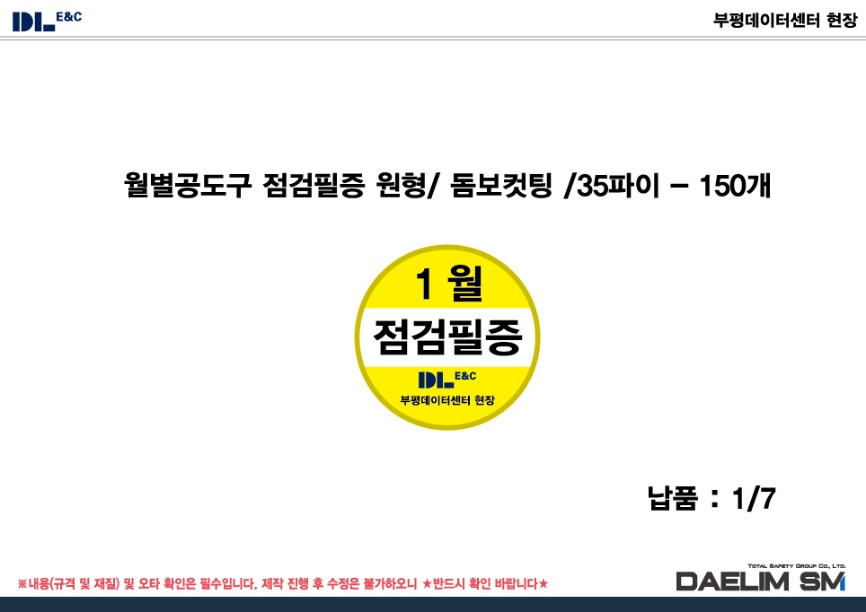 DL E&C
부평데이터센터 현장
월별공도구 점검필증 원형/ 돔보컷팅 /35파이 – 150개
1 월
점검필증
DL E&C
부평데이터센터 현장
납품 : 1/7
※내용(규격 및 재질) 및 오타 확인은 필수입니다. 제작 진행 후 수정은 불가하오니 ★반드시 확인 바랍니다★
TOTAL SAFETY GROUP CO., LTD.
DAELIM SM